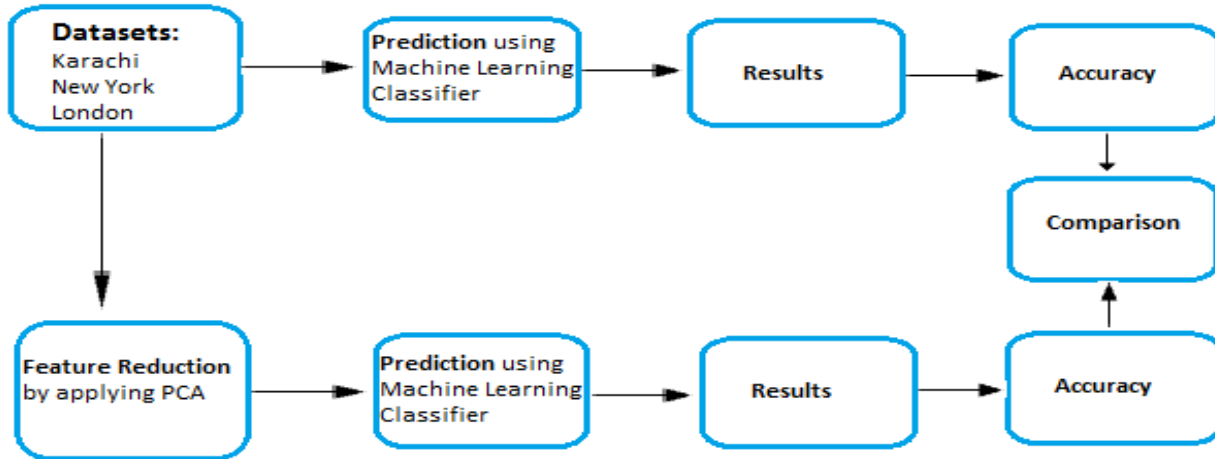 Datasets:
Karachi
New York
London
Prediction using
Machine Learning
Classifier
Results
Accuracy
Comparison
Feature Reduction
by applying PCA
Prediction using
Machine Learning
Classifier
Results
Accuracy